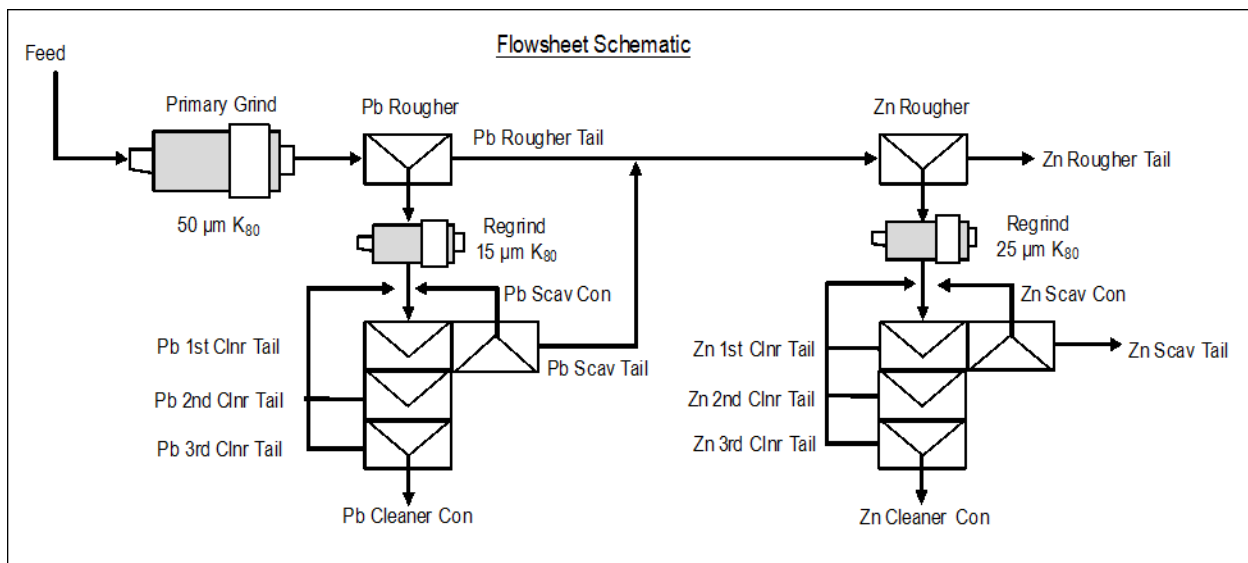 Flowsheet Schematic
Feed
Primary Grind
Pb Rougher
Pb Rougher Tail
Zn Rougher
Zn Rougher Tail
50 µm K80
Regrind
15 µm K80
Regrind
25 µm K80
Pb Scav Con
Zn Scav Con
Pb 1st Clnr Tail
Pb Scav Tail
Zn 1st Clnr Tail
Zn Scav Tail
Pb 2nd Clnr Tail
Zn 2nd Clnr Tail
Pb 3rd Clnr Tail
Zn 3rd Clnr Tail
Pb Cleaner Con
Zn Cleaner Con